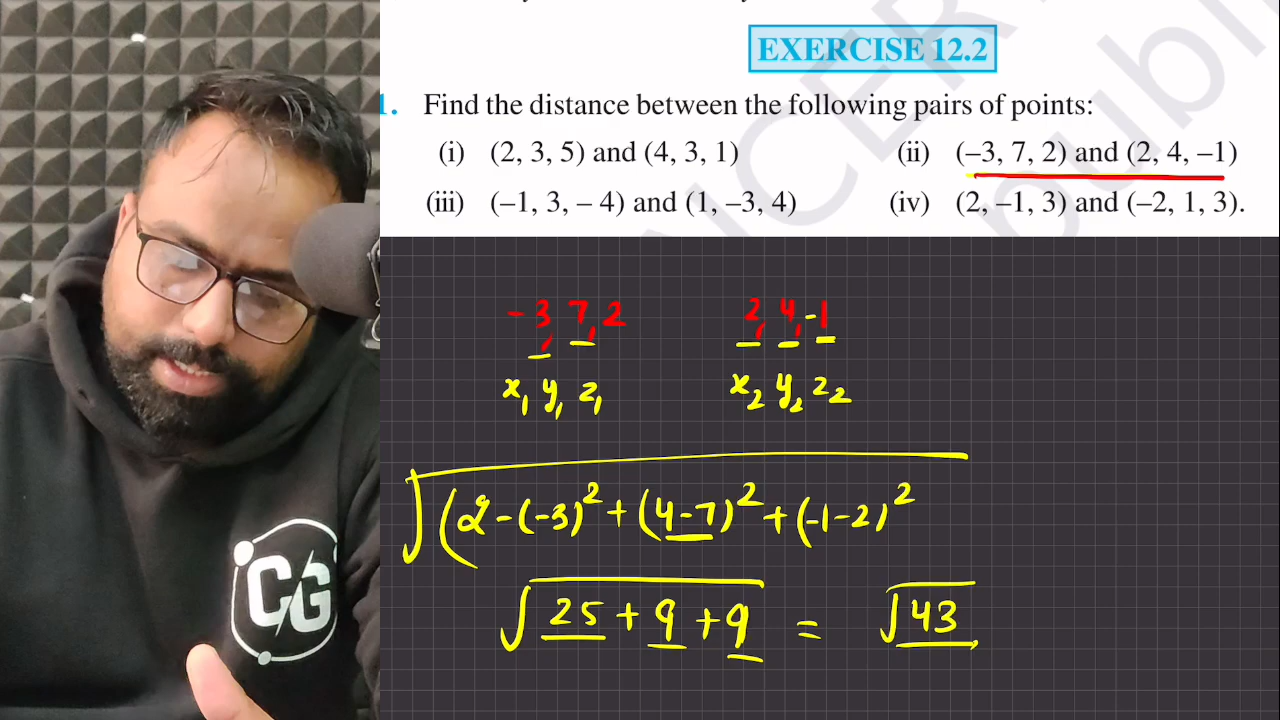 EXERCISE 12.2
1. Find the distance between the following pairs of points:
(i) (2, 3, 5) and (4, 3, 1) (ii) (–3, 7, 2) and (2, 4, –1)
(iii) (–1, 3, – 4) and (1, –3, 4) (iv) (2, –1, 3) and (–2, 1, 3).
-3, 7, 2 2, 4, -1
x₁ y₁ z₁ x₂ y₂ z₂
√(2-(-3)² + (4-7)² + (-1-2)²
√25 + 9 + 9 = √43
CG